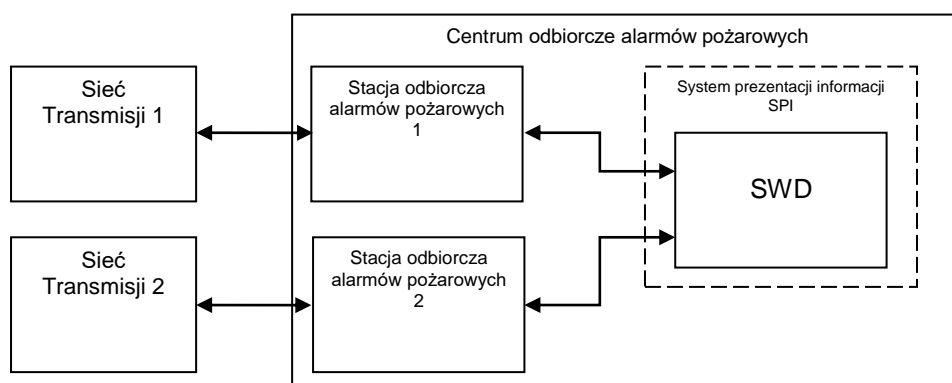 Centrum odbiorcze alarmów pożarowych
Sieć
Transmisji 1
Stacja odbiorcza
alarmów pożarowych
1
System prezentacji informacji
SPI
SWD
Sieć
Transmisji 2
Stacja odbiorcza
alarmów pożarowych
2